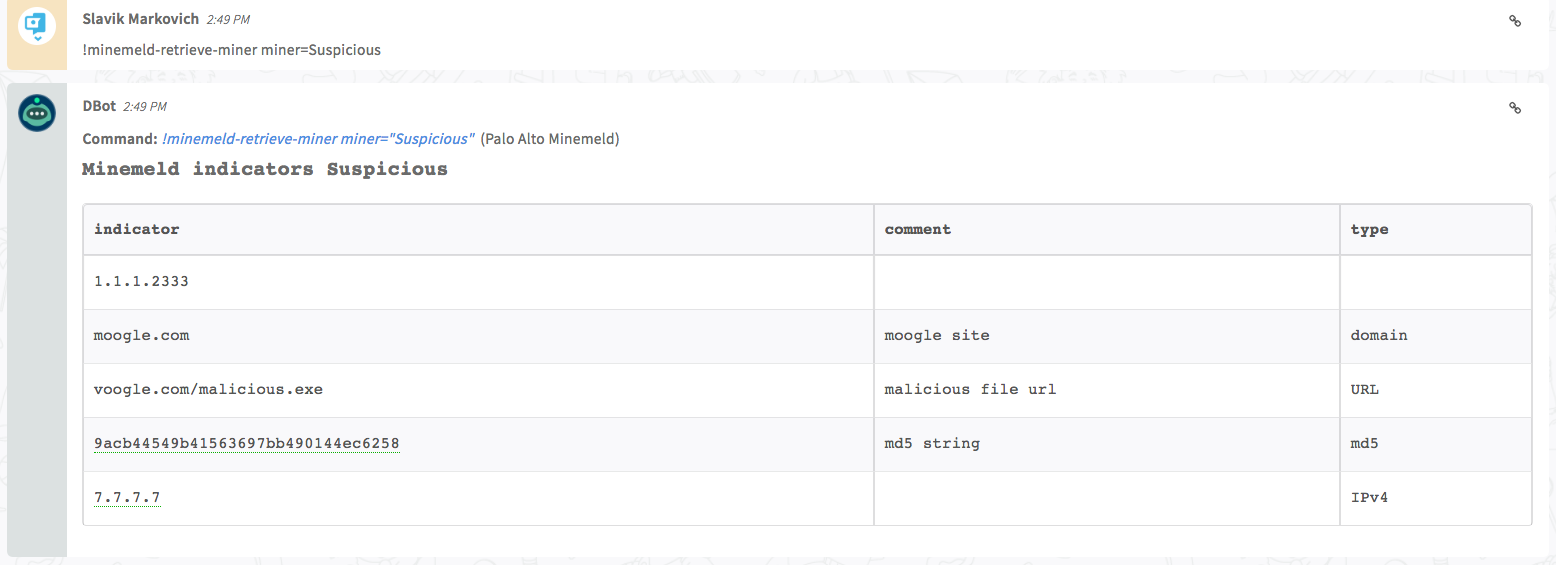 Slavik Markovich 2:49 PM
!minemeld-retrieve-miner miner=Suspicious
DBot 2:49 PM
Command: !minemeld-retrieve-miner miner="Suspicious" (Palo Alto Minemeld)
Minemeld indicators Suspicious
indicator comment type
1.1.1.2333
moogle.com moogle site domain
voogle.com/malicious.exe malicious file url URL
9acb44549b41563697bb490144ec6258 md5 string md5
7.7.7.7 IPv4